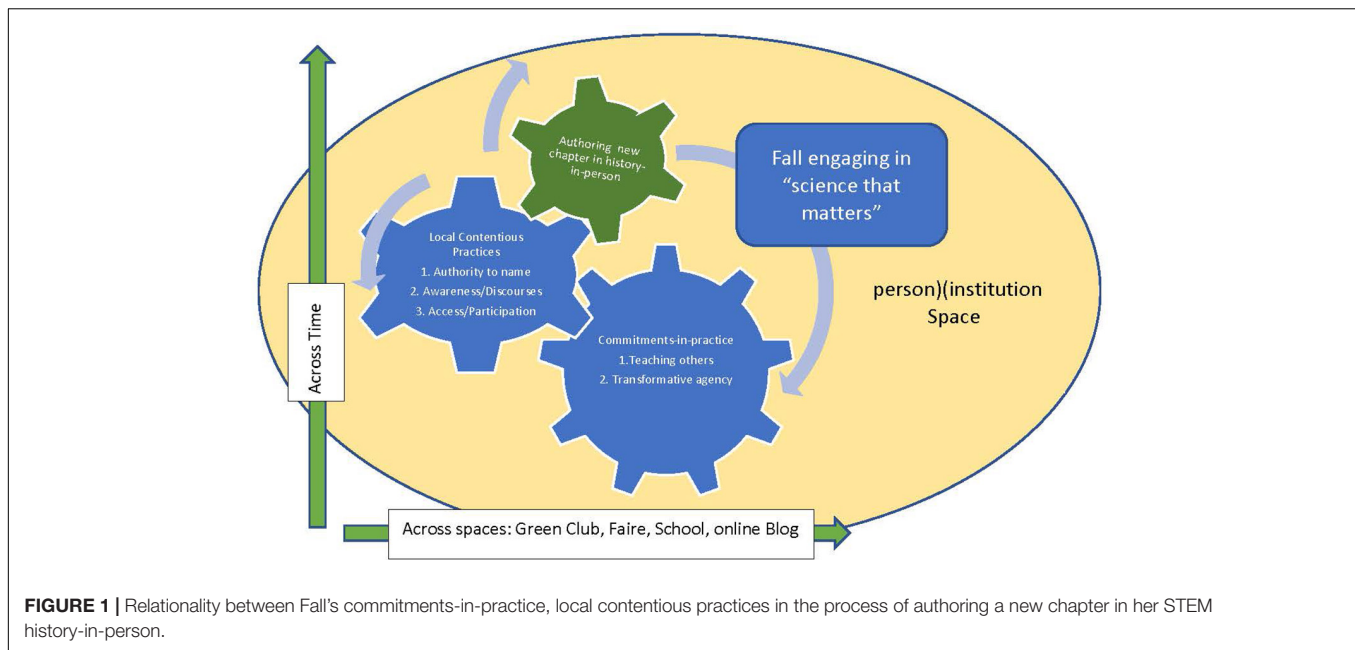 Authoring new
chapter in history-
in-person
Fall engaging in
“science that
matters”
Local Contentious
Practices
1. Authority to name
2. Awareness/Discourses
3. Access/Participation
person)(institution
Space
Commitments-in-practice
1.Teaching others
2. Transformative agency
Across Time
Across spaces: Green Club, Faire, School, online Blog
FIGURE 1 | Relationality between Fall’s commitments-in-practice, local contentious practices in the process of authoring a new chapter in her STEM
history-in-person.